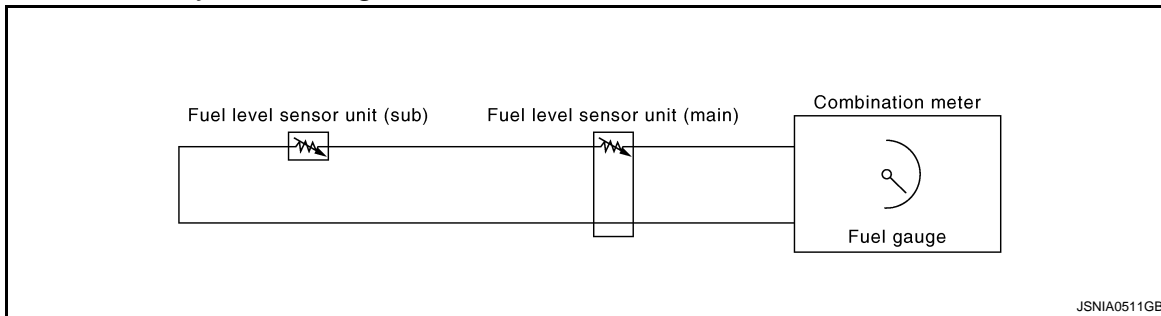 Fuel level sensor unit (sub)
Fuel level sensor unit (main)
Combination meter
Fuel gauge
JSNIA0511GB